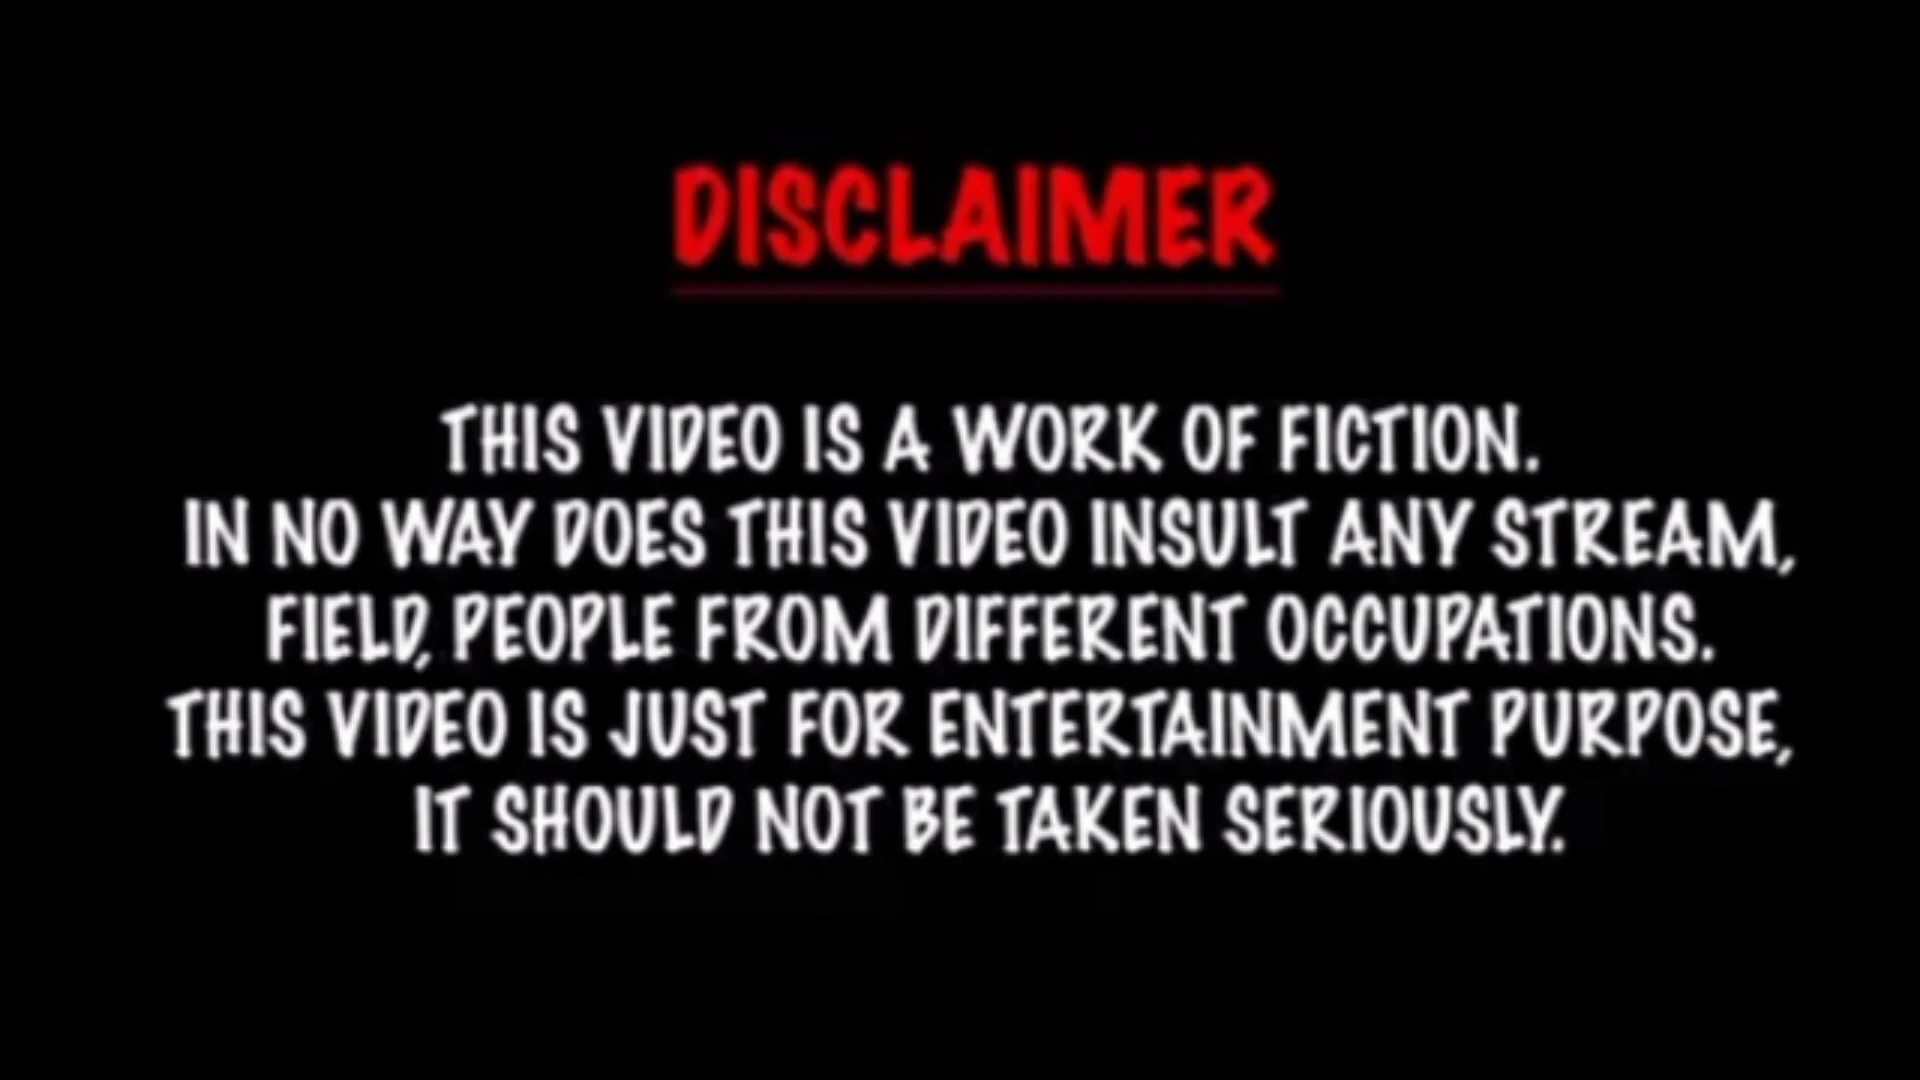 DISCLAIMER
THIS VIDEO IS A WORK OF FICTION.
IN NO WAY DOES THIS VIDEO INSULT ANY STREAM,
FIELD, PEOPLE FROM DIFFERENT OCCUPATIONS.
THIS VIDEO IS JUST FOR ENTERTAINMENT PURPOSE,
IT SHOULD NOT BE TAKEN SERIOUSLY.